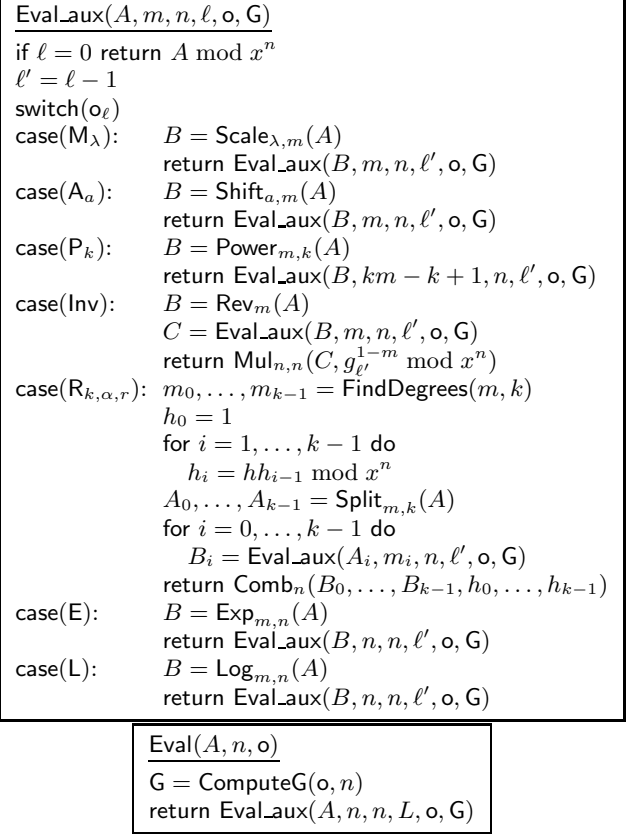 Eval_aux(A, m, n, ℓ, o, G)
if ℓ = 0 return A mod xⁿ
ℓ′ = ℓ − 1
switch(o_ℓ)
case(M_λ): B = Scale_{λ,m}(A)
return Eval_aux(B, m, n, ℓ′, o, G)
case(A_a): B = Shift_{a,m}(A)
return Eval_aux(B, m, n, ℓ′, o, G)
case(P_k): B = Power_{m,k}(A)
return Eval_aux(B, km − k + 1, n, ℓ′, o, G)
case(Inv): B = Rev_m(A)
C = Eval_aux(B, m, n, ℓ′, o, G)
return Mul_{n,n}(C, g_{ℓ′}^{1−m} mod xⁿ)
case(R_{k,α,r}): m_0, …, m_{k−1} = FindDegrees(m, k)
h_0 = 1
for i = 1, …, k − 1 do
h_i = hh_{i−1} mod xⁿ
A_0, …, A_{k−1} = Split_{m,k}(A)
for i = 0, …, k − 1 do
B_i = Eval_aux(A_i, m_i, n, ℓ′, o, G)
return Comb_n(B_0, …, B_{k−1}, h_0, …, h_{k−1})
case(E): B = Exp_{m,n}(A)
return Eval_aux(B, n, n, ℓ′, o, G)
case(L): B = Log_{m,n}(A)
return Eval_aux(B, n, n, ℓ′, o, G)
Eval(A, n, o)
G = ComputeG(o, n)
return Eval_aux(A, n, n, L, o, G)